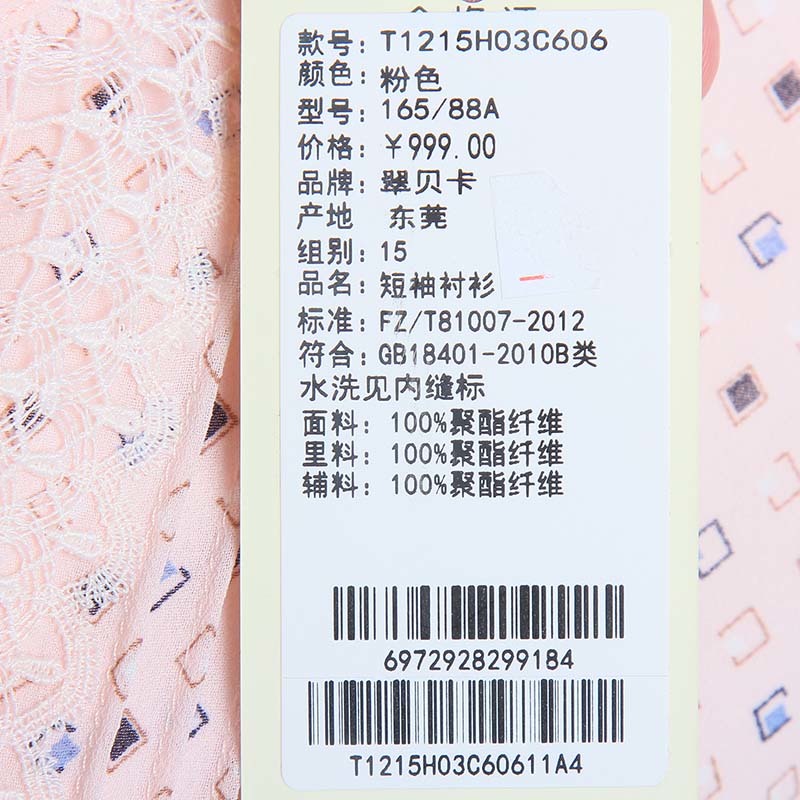 款号: T1215H03C606
颜色: 粉色
型号: 165/88A
价格: ￥999.00
品牌: 翠贝卡
产地 东莞
组别: 15
品名: 短袖衬衫
标准: FZ/T81007-2012
符合: GB18401-2010B类
水洗见内缝标
面料: 100%聚酯纤维
里料: 100%聚酯纤维
辅料: 100%聚酯纤维
6972928299184
T1215H03C60611A4